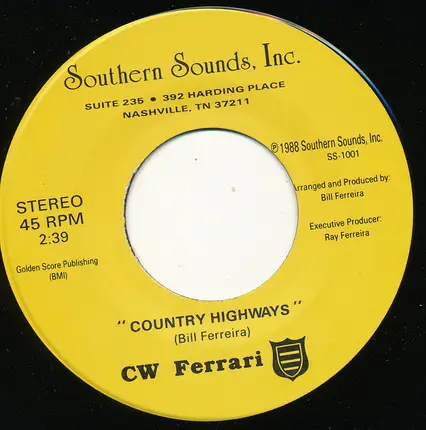 Southern Sounds, Inc.
SUITE 235 • 392 HARDING PLACE
NASHVILLE, TN 37211
℗1988 Southern Sounds, Inc.
SS-1001
Arranged and Produced by:
Bill Ferreira
Executive Producer:
Ray Ferreira
STEREO
45 RPM
2:39
Golden Score Publishing
(BMI)
"COUNTRY HIGHWAYS"
(Bill Ferreira)
CW Ferrari